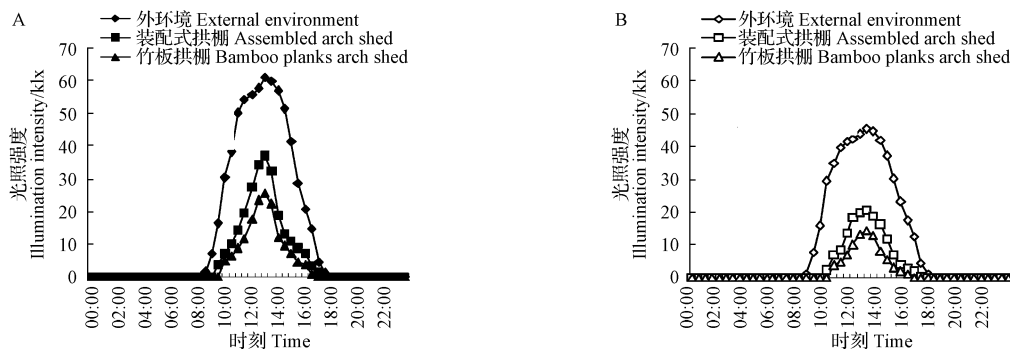 A
外环境 External environment
装配式拱棚 Assembled arch shed
竹板拱棚 Bamboo planks arch shed
光照强度
Illumination intensity/klx
70
60
50
40
30
20
10
0
00:00
02:00
04:00
06:00
08:00
10:00
12:00
14:00
16:00
18:00
20:00
22:00
时刻 Time
B
外环境 External environment
装配式拱棚 Assembled arch shed
竹板拱棚 Bamboo planks arch shed
光照强度
Illumination intensity/klx
70
60
50
40
30
20
10
0
00:00
02:00
04:00
06:00
08:00
10:00
12:00
14:00
16:00
18:00
20:00
22:00
时刻 Time